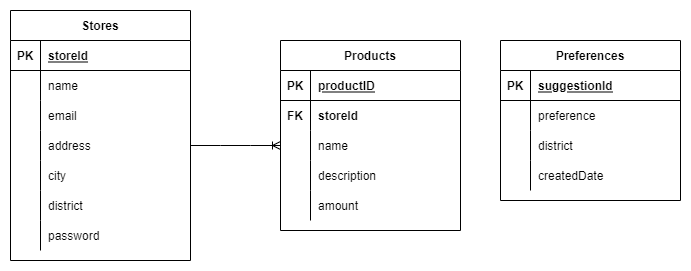 Stores
PK storeId
name
email
address
city
district
password
Products
PK productID
FK storeId
name
description
amount
Preferences
PK suggestionId
preference
district
createdDate